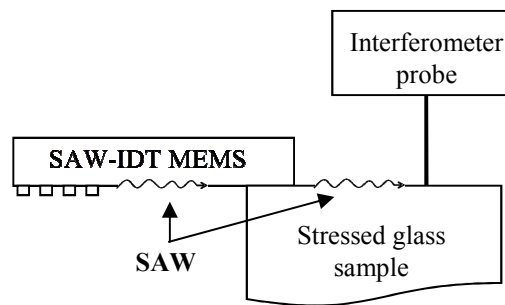 Interferometer
probe
SAW-IDT MEMS
SAW
Stressed glass
sample